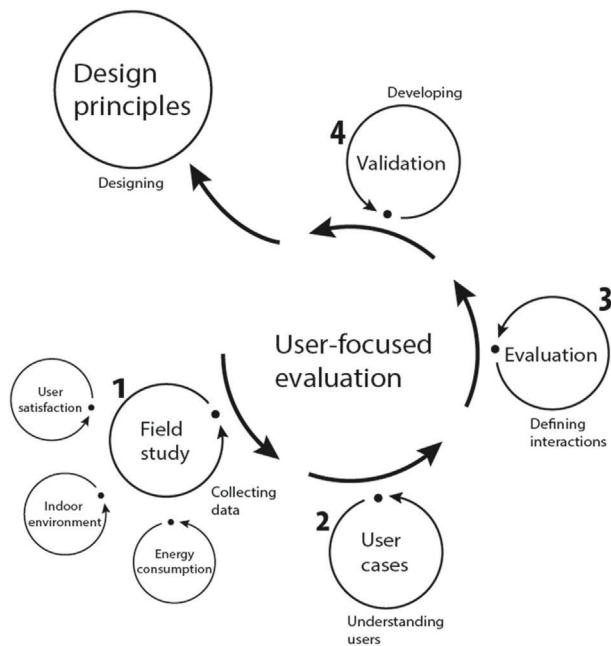 Design
principles
Designing
Developing
4
Validation
3
Evaluation
Defining
interactions
User-focused
evaluation
1
Field
study
Collecting
data
User
satisfaction
Indoor
environment
Energy
consumption
2
User
cases
Understanding
users